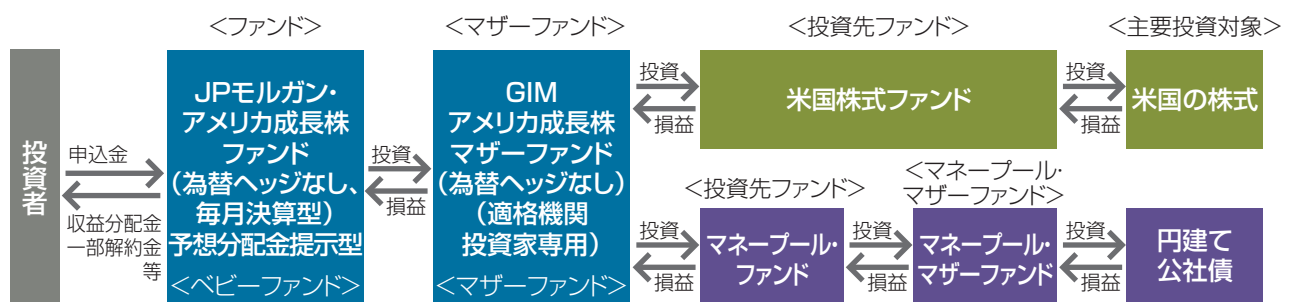 <ファンド>
<マザーファンド>
<投資先ファンド>
<主要投資対象>
投資者
申込金
収益分配金
一部解約金
等
JPモルガン・
アメリカ成長株
ファンド
(為替ヘッジなし、
毎月決算型)
予想分配金提示型
<ベビーファンド>
投資
損益
GIM
アメリカ成長株
マザーファンド
(為替ヘッジなし)
(適格機関
投資家専用)
<マザーファンド>
投資
損益
米国株式ファンド
投資
損益
米国の株式
投資
損益
<投資先ファンド>
マネープール・
ファンド
投資
損益
<マネープール・
マザーファンド>
マネープール・
マザーファンド
投資
損益
円建て
公社債